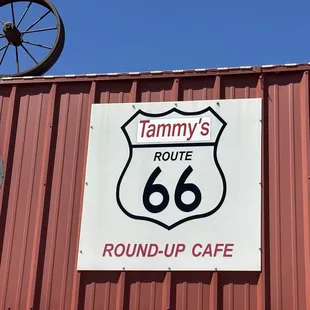 Tammy's
ROUTE
66
ROUND-UP CAFE